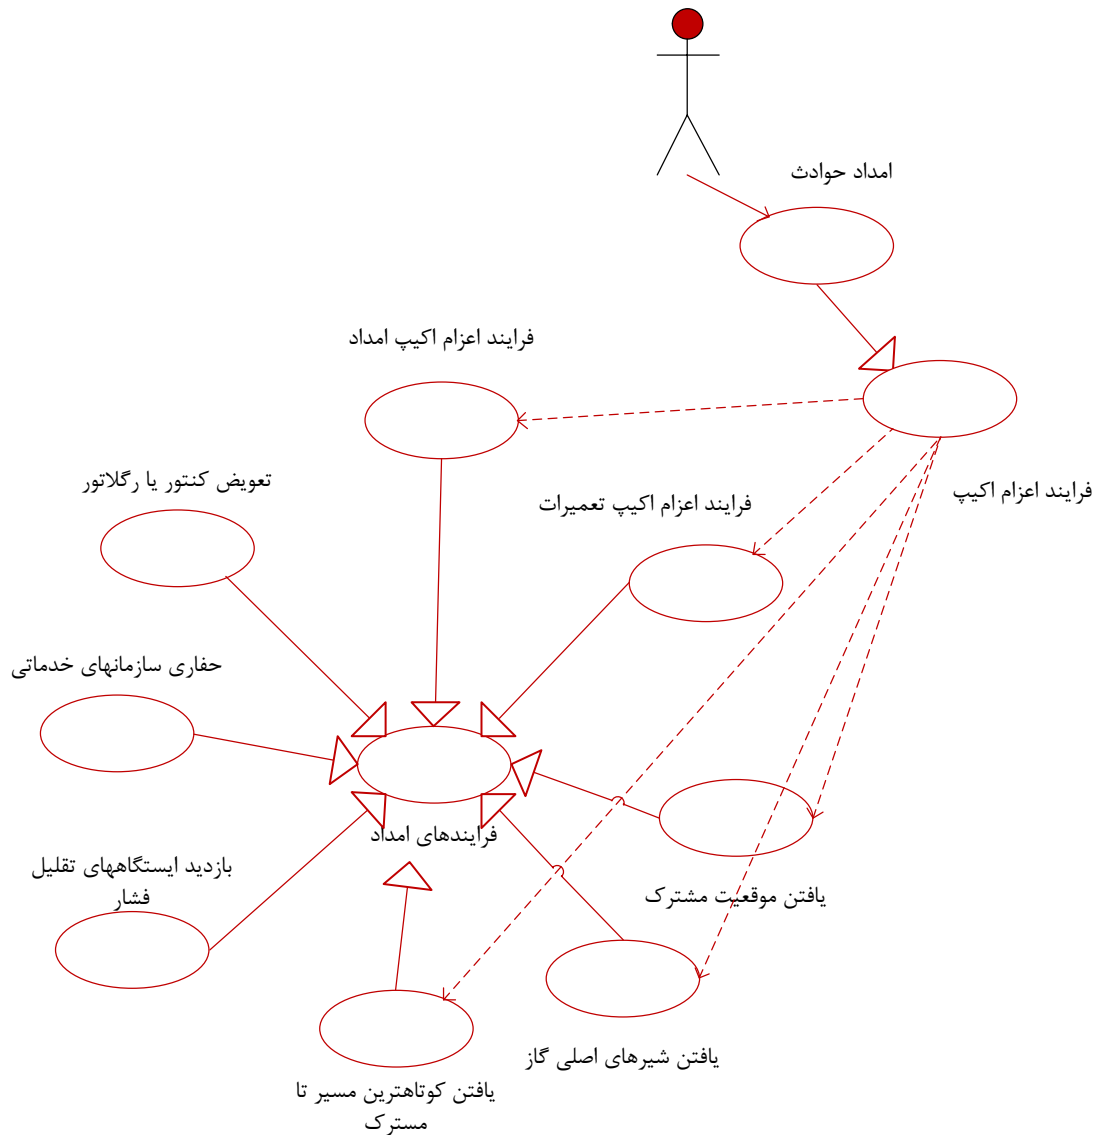 امداد حوادث
فرایند اعزام اکیپ امداد
تعویض کنتور یا رگلاتور
فرایند اعزام اکیپ تعمیرات
فرایند اعزام اکیپ
حفاری سازمانهای خدماتی
فرایندهای امداد
بازدید ایستگاههای تقلیل
فشار
یافتن موقعیت مشترک
یافتن شیرهای اصلی گاز
یافتن کوتاهترین مسیر تا
مسترک